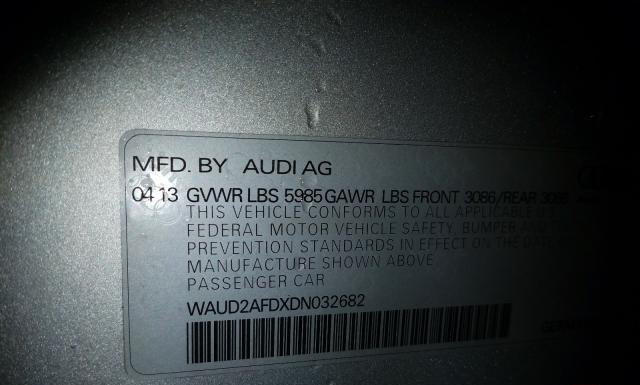 MFD. BY AUDI AG
04 13 GVWR LBS 5985 GAWR LBS FRONT 3086/REAR
THIS VEHICLE CONFORMS TO ALL APPLICABLE U.S.
FEDERAL MOTOR VEHICLE SAFETY, BUMPER AND
PREVENTION STANDARDS IN EFFECT ON THE DATE
MANUFACTURE SHOWN ABOVE
PASSENGER CAR
WAUD2AFDXDN032682